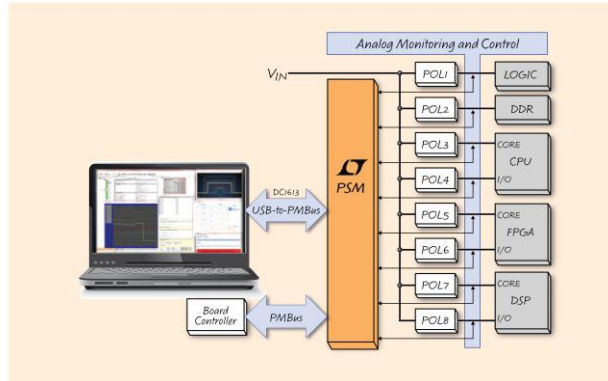 Analog Monitoring and Control
VIN
POL1
LOGIC
POL2
DDR
POL3
CORE
CPU
POL4
I/O
PSM
DC1613
USB-to-PMBus
POL5
CORE
FPGA
POL6
I/O
POL7
CORE
DSP
POL8
I/O
Board
Controller
PMBus